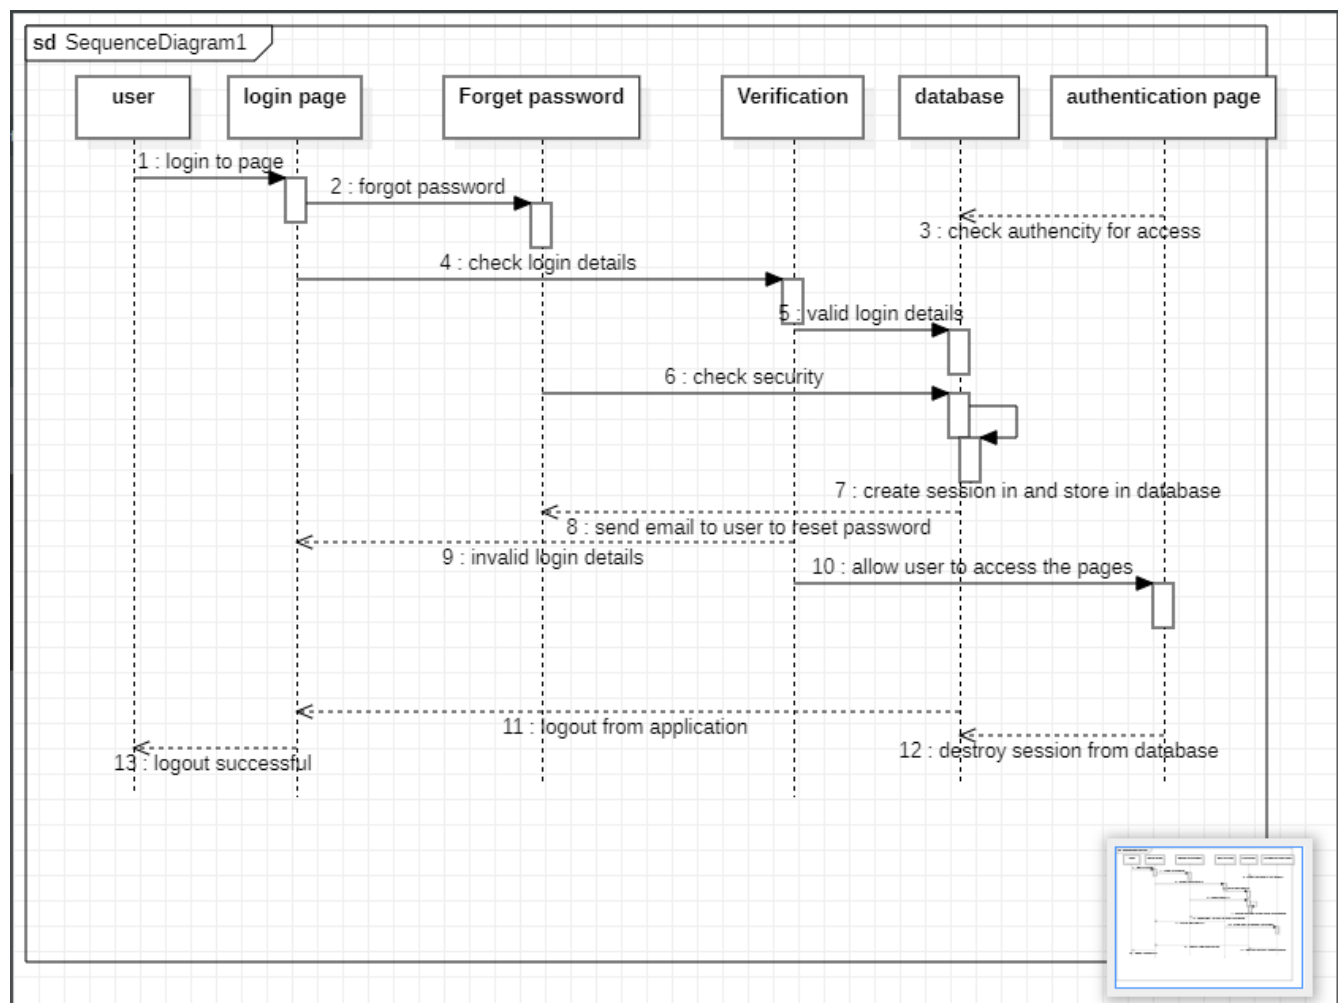 sd SequenceDiagram1
user
login page
Forget password
Verification
database
authentication page
1 : login to page
2 : forgot password
3 : check authencity for access
4 : check login details
5 : valid login details
6 : check security
7 : create session in and store in database
8 : send email to user to reset password
9 : invalid login details
10 : allow user to access the pages
11 : logout from application
12 : destroy session from database
13 : logout successful